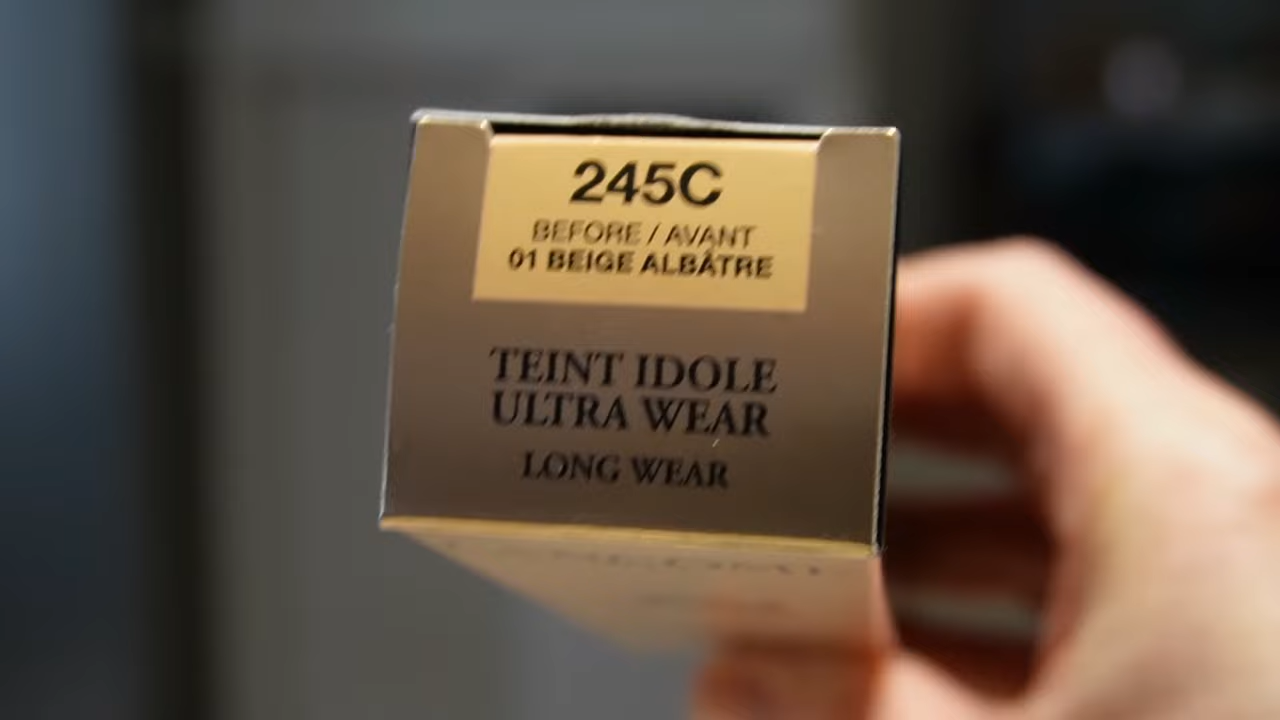 245C
BEFORE / AVANT
01 BEIGE ALBÂTRE
TEINT IDOLE
ULTRA WEAR
LONG WEAR